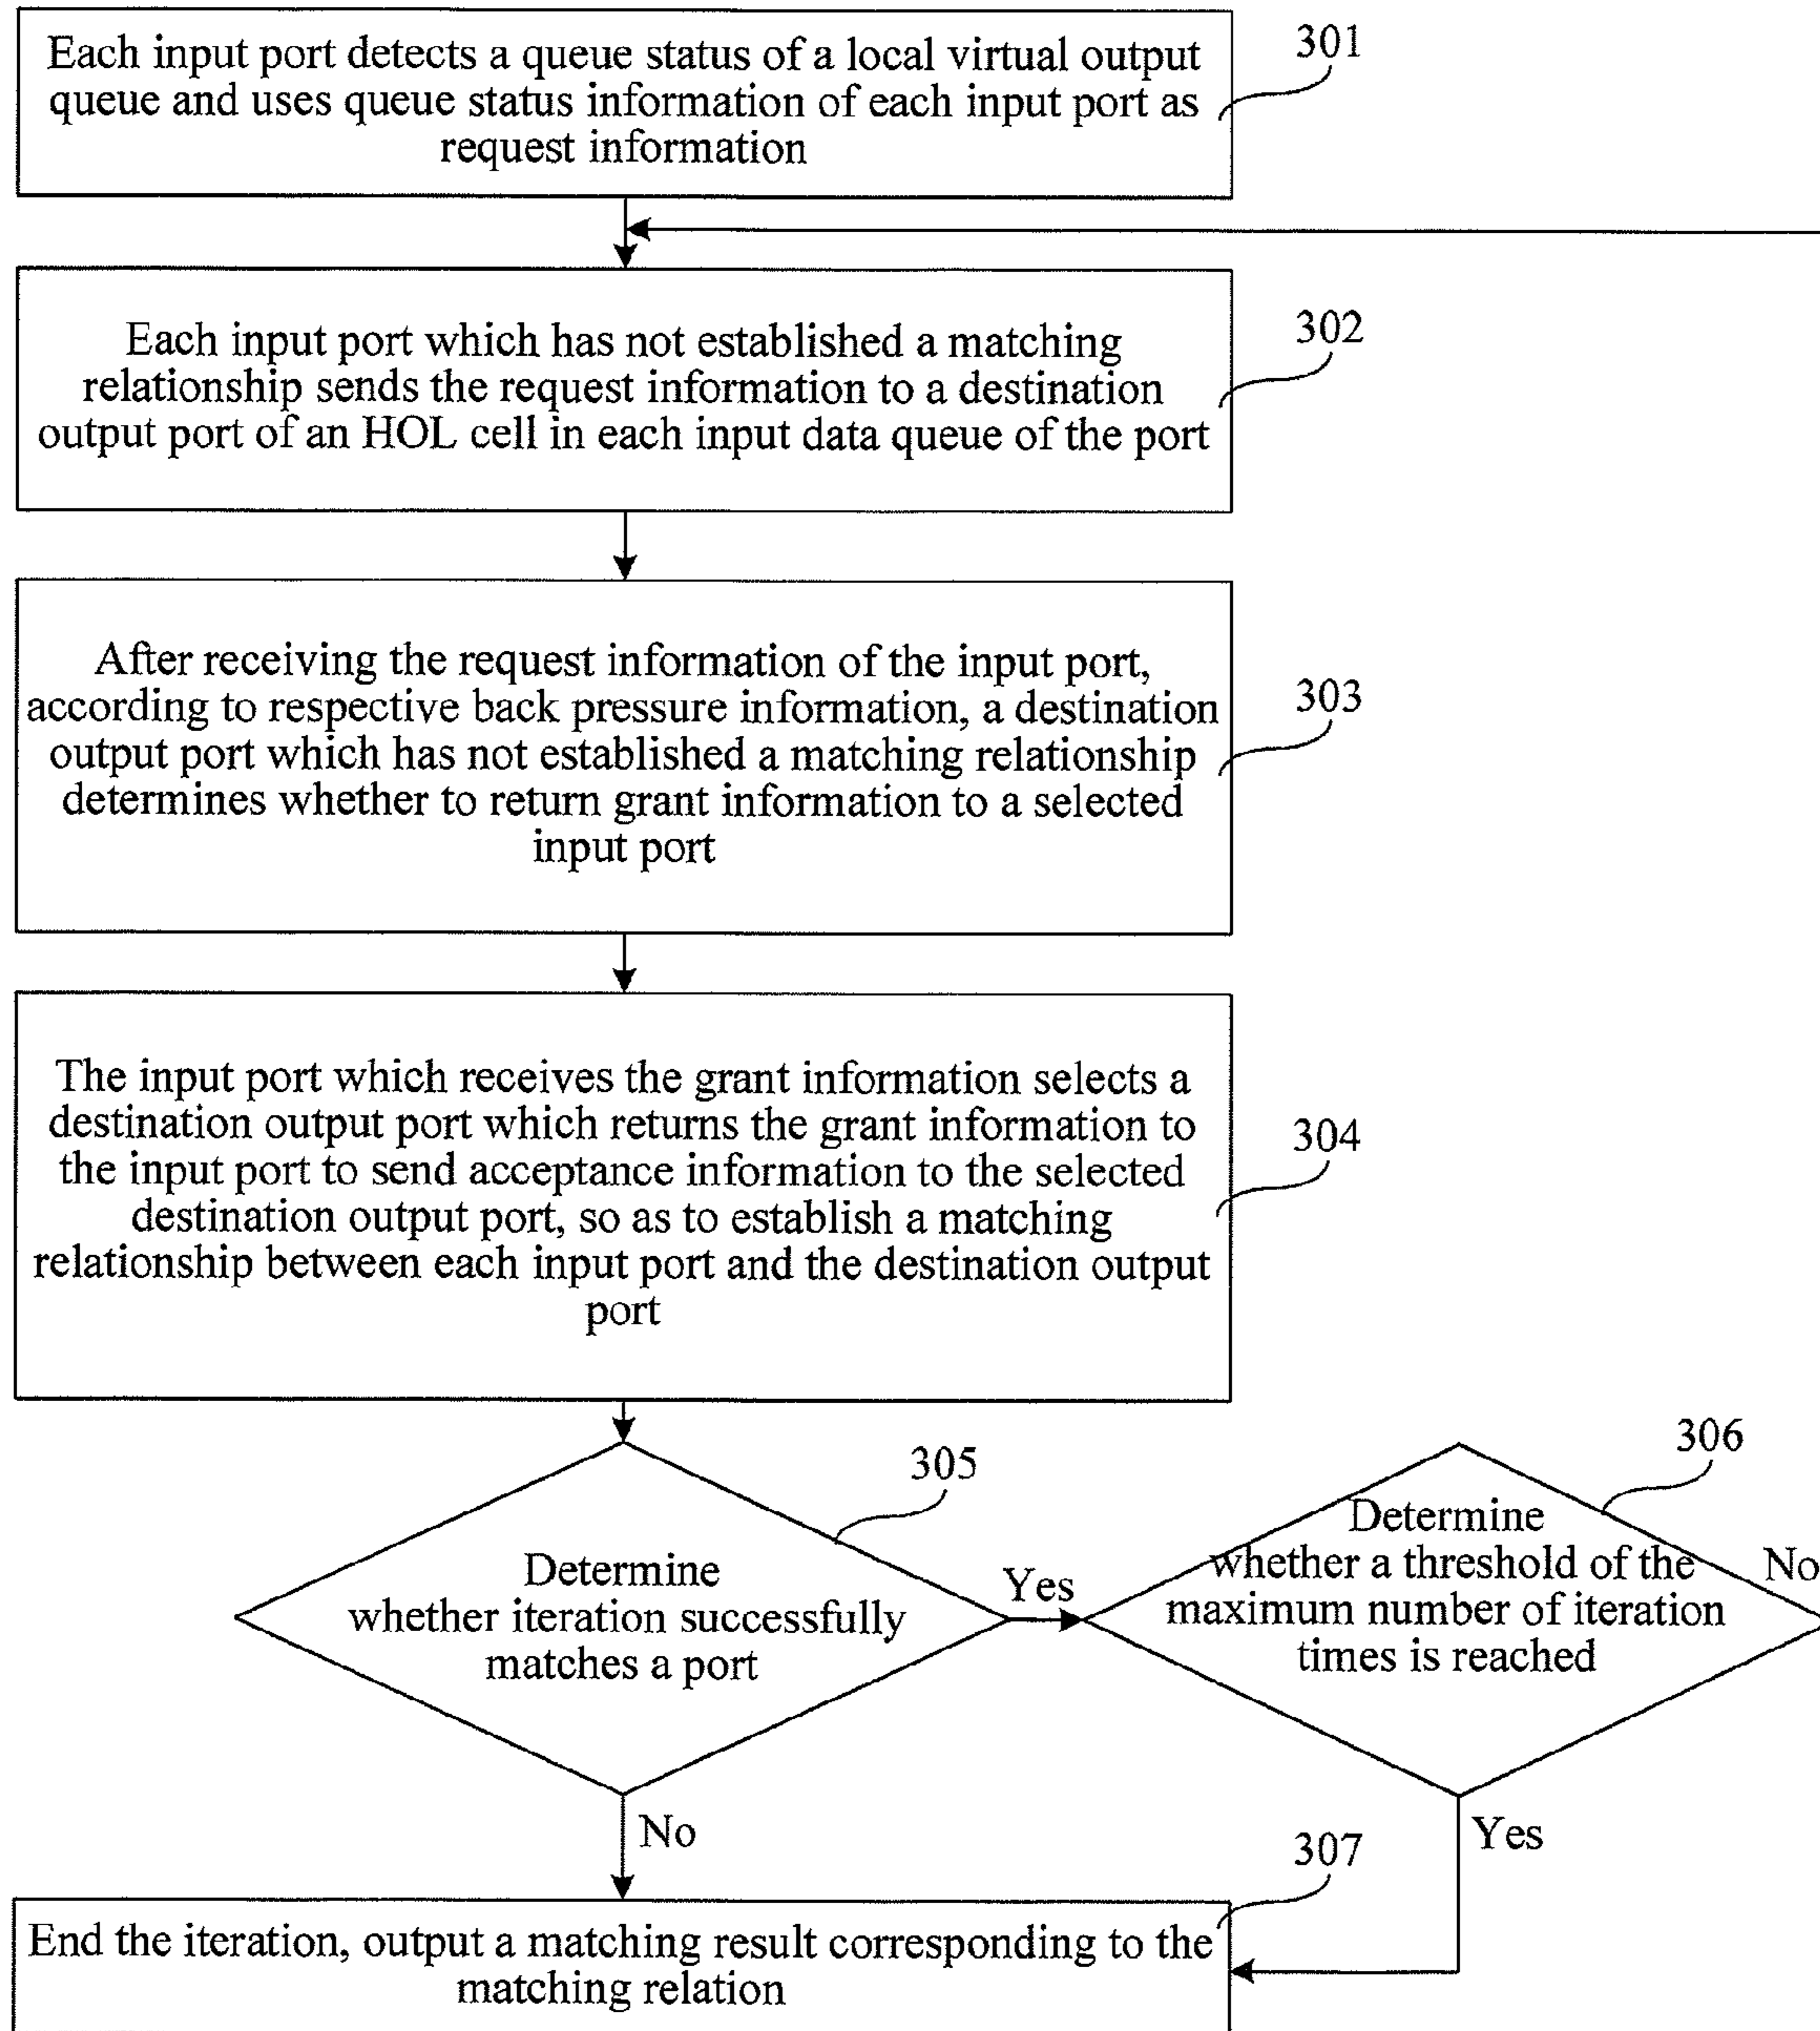 Each input port detects a queue status of a local virtual output
queue and uses queue status information of each input port as
request information
301
Each input port which has not established a matching
relationship sends the request information to a destination
output port of an HOL cell in each input data queue of the port
302
After receiving the request information of the input port,
according to respective back pressure information, a destination
output port which has not established a matching relationship
determines whether to return grant information to a selected
input port
303
The input port which receives the grant information selects a
destination output port which returns the grant information to
the input port to send acceptance information to the selected
destination output port, so as to establish a matching
relationship between each input port and the destination output
port
304
305
Determine
whether iteration successfully
matches a port
Yes
306
Determine
whether a threshold of the
maximum number of iteration
times is reached
No
No
Yes
307
End the iteration, output a matching result corresponding to the
matching relation